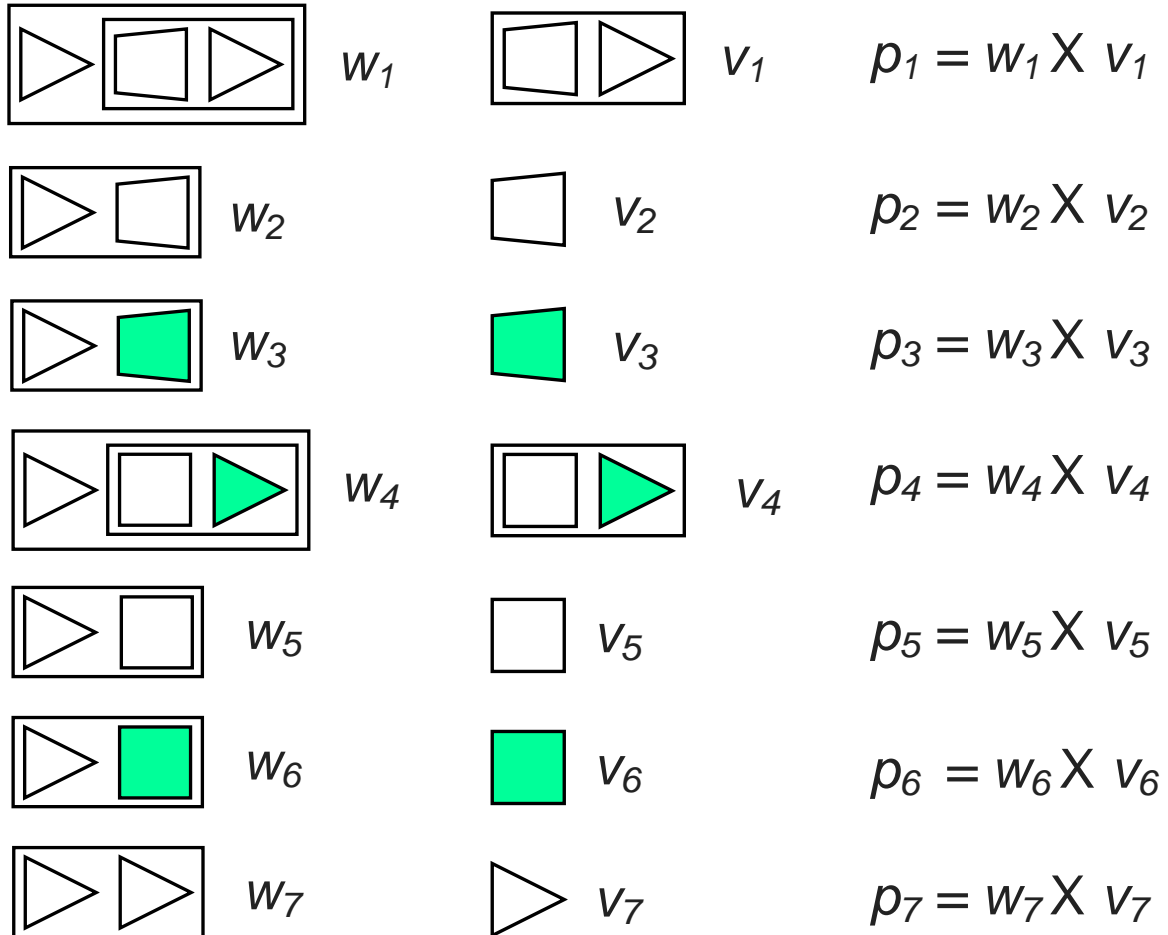 w₁ v₁ p₁ = w₁ X v₁
w₂ v₂ p₂ = w₂ X v₂
w₃ v₃ p₃ = w₃ X v₃
w₄ v₄ p₄ = w₄ X v₄
w₅ v₅ p₅ = w₅ X v₅
w₆ v₆ p₆ = w₆ X v₆
w₇ v₇ p₇ = w₇ X v₇